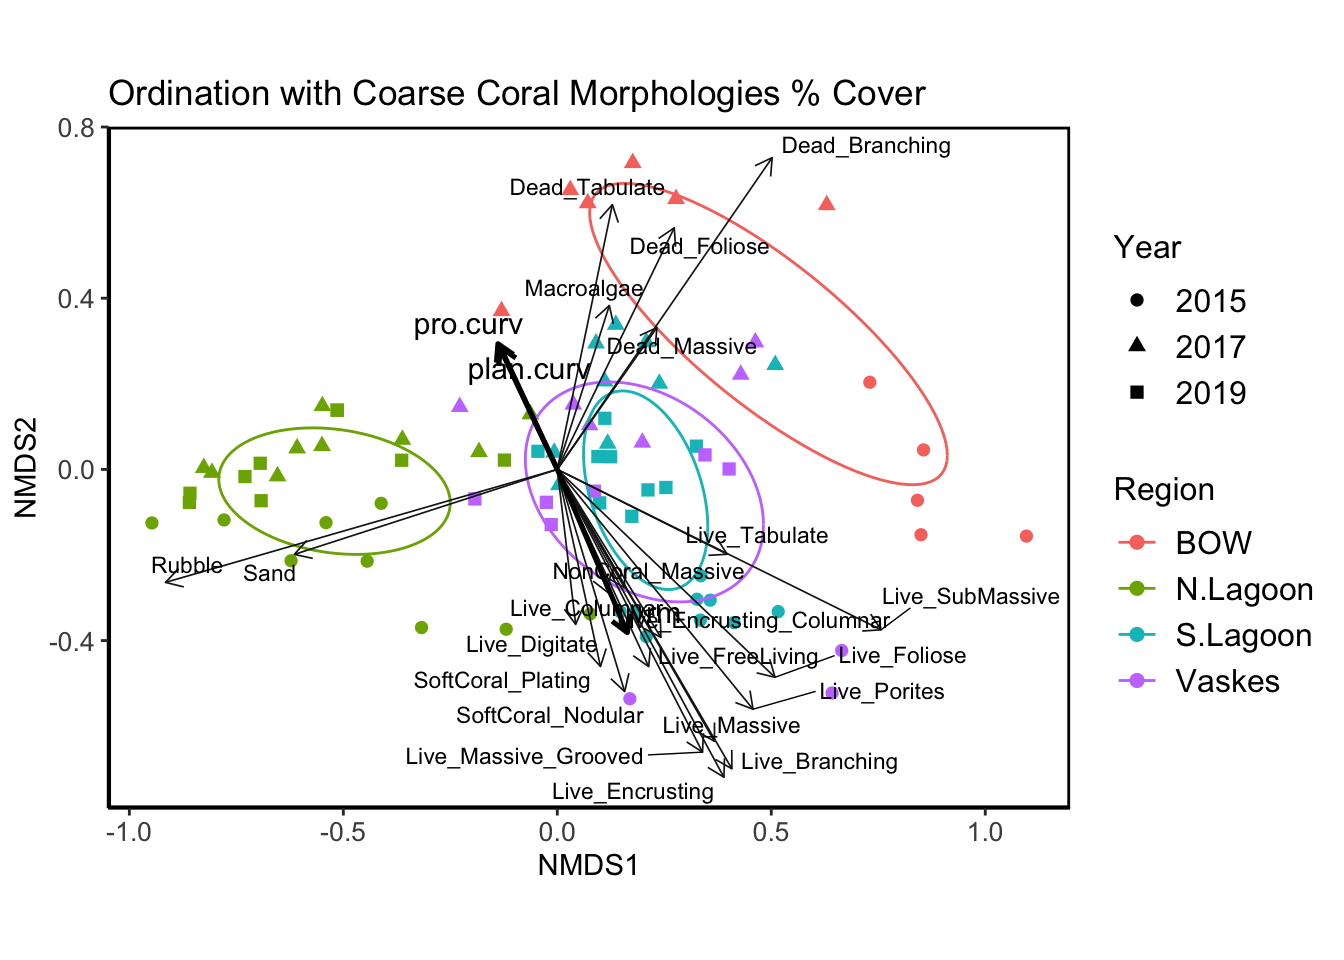 Ordination with Coarse Coral Morphologies % Cover
0.8
0.4
0.0
-0.4
NMDS2
Dead_Branching
Dead_Tabulate
Dead_Foliose
Macroalgae
pro.curv
Dead_Massive
plan.curv
Live_Tabulate
Rubble
Sand
NonCoral_Massive
Live_SubMassive
Live_Columnar
Live_Encrusting_Columnar
Live_Digitate
Live_FreeLiving
Live_Foliose
SoftCoral_Plating
Live_Porites
SoftCoral_Nodular
Live_Massive
Live_Massive_Grooved
Live_Branching
Live_Encrusting
-1.0
-0.5
0.0
0.5
1.0
NMDS1
Year
2015
2017
2019
Region
BOW
N.Lagoon
S.Lagoon
Vaskes